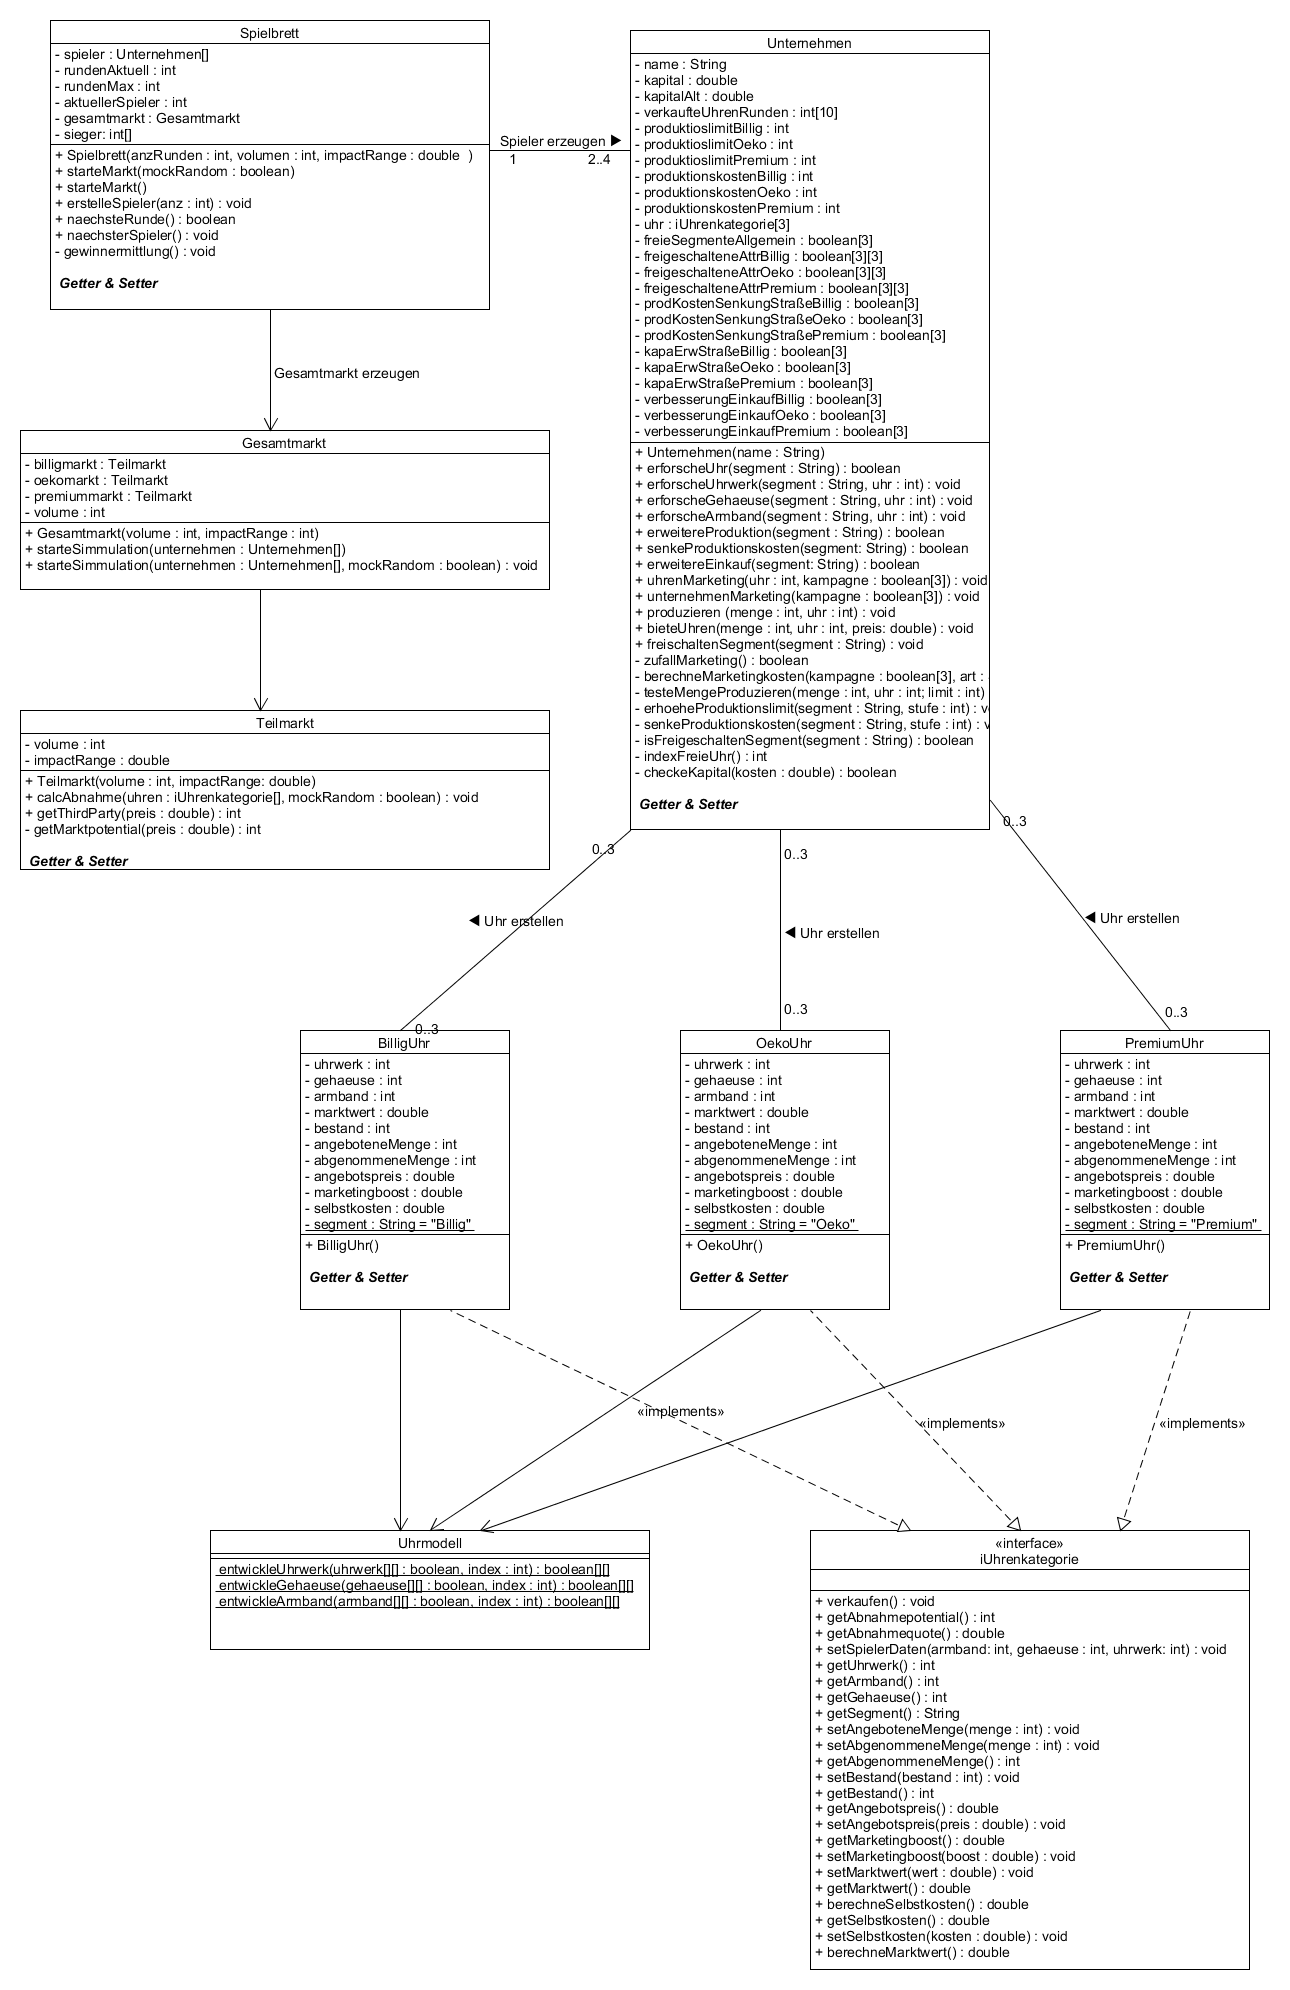 Spielbrett
- spieler : Unternehmen[]
- rundenAktuell : int
- rundenMax : int
- aktuellerSpieler : int
- gesamtmarkt : Gesamtmarkt
- sieger: int[]
+ Spielbrett(anzRunden : int, volumen : int, impactRange : double  )
+ starteMarkt(mockRandom : boolean)
+ starteMarkt()
+ erstelleSpieler(anz : int) : void
+ naechsteRunde() : boolean
+ naechsterSpieler() : void
- gewinnermittlung() : void
Getter & Setter
Spieler erzeugen ▶
1
2..4
Unternehmen
- name : String
- kapital : double
- kapitalAlt : double
- verkaufteUhrenRunden : int[10]
- produktioslimitBillig : int
- produktioslimitOeko : int
- produktioslimitPremium : int
- produktionskostenBillig : int
- produktionskostenOeko : int
- produktionskostenPremium : int
- uhr : iUhrenkategorie[3]
- freieSegmenteAllgemein : boolean[3]
- freigeschalteneAttrBillig : boolean[3][3]
- freigeschalteneAttrOeko : boolean[3][3]
- freigeschalteneAttrPremium : boolean[3][3]
- prodKostenSenkungStraßeBillig : boolean[3]
- prodKostenSenkungStraßeOeko : boolean[3]
- prodKostenSenkungStraßePremium : boolean[3]
- kapaErwStraßeBillig : boolean[3]
- kapaErwStraßeOeko : boolean[3]
- kapaErwStraßePremium : boolean[3]
- verbesserungEinkaufBillig : boolean[3]
- verbesserungEinkaufOeko : boolean[3]
- verbesserungEinkaufPremium : boolean[3]
+ Unternehmen(name : String)
+ erforscheUhr(segment : String) : boolean
+ erforscheUhrwerk(segment : String, uhr : int) : void
+ erforscheGehaeuse(segment : String, uhr : int) : void
+ erforscheArmband(segment : String, uhr : int) : void
+ erweitereProduktion(segment : String) : boolean
+ senkeProduktionskosten(segment: String) : boolean
+ erweitereEinkauf(segment: String) : boolean
+ uhrenMarketing(uhr : int, kampagne : boolean[3]) : void
+ unternehmenMarketing(kampagne : boolean[3]) : void
+ produzieren (menge : int, uhr : int) : void
+ bieteUhren(menge : int, uhr : int, preis: double) : void
+ freischaltenSegment(segment : String) : void
- zufallMarketing() : boolean
- berechneMarketingkosten(kampagne : boolean[3], art :
- testeMengeProduzieren(menge : int, uhr : int; limit : int)
- erhoeheProduktionslimit(segment : String, stufe : int) : v
- senkeProduktionskosten(segment : String, stufe : int) : v
- isFreigeschaltenSegment(segment : String) : boolean
- indexFreieUhr() : int
- checkeKapital(kosten : double) : boolean
Getter & Setter
Gesamtmarkt erzeugen
Gesamtmarkt
- billigmarkt : Teilmarkt
- oekomarkt : Teilmarkt
- premiummarkt : Teilmarkt
- volume : int
+ Gesamtmarkt(volume : int, impactRange : int)
+ starteSimmulation(unternehmen : Unternehmen[])
+ starteSimmulation(unternehmen : Unternehmen[], mockRandom : boolean) : void
Teilmarkt
- volume : int
- impactRange : double
+ Teilmarkt(volume : int, impactRange: double)
+ calcAbnahme(uhren : iUhrenkategorie[], mockRandom : boolean) : void
+ getThirdParty(preis : double) : int
- getMarktpotential(preis : double) : int
Getter & Setter
0..3
0..3
0..3
◀ Uhr erstellen
◀ Uhr erstellen
◀ Uhr erstellen
0..3
0..3
0..3
BilligUhr
- uhrwerk : int
- gehaeuse : int
- armband : int
- marktwert : double
- bestand : int
- angeboteneMenge : int
- abgenommeneMenge : int
- angebotspreis : double
- marketingboost : double
- selbstkosten : double
- segment : String = "Billig"
+ BilligUhr()
Getter & Setter
OekoUhr
- uhrwerk : int
- gehaeuse : int
- armband : int
- marktwert : double
- bestand : int
- angeboteneMenge : int
- abgenommeneMenge : int
- angebotspreis : double
- marketingboost : double
- selbstkosten : double
- segment : String = "Oeko"
+ OekoUhr()
Getter & Setter
PremiumUhr
- uhrwerk : int
- gehaeuse : int
- armband : int
- marktwert : double
- bestand : int
- angeboteneMenge : int
- abgenommeneMenge : int
- angebotspreis : double
- marketingboost : double
- selbstkosten : double
- segment : String = "Premium"
+ PremiumUhr()
Getter & Setter
«implements»
«implements»
«implements»
Uhrmodell
entwickleUhrwerk(uhrwerk[][] : boolean, index : int) : boolean[][]
entwickleGehaeuse(gehaeuse[][] : boolean, index : int) : boolean[][]
entwickleArmband(armband[][] : boolean, index : int) : boolean[][]
«interface»
iUhrenkategorie
+ verkaufen() : void
+ getAbnahmepotential() : int
+ getAbnahmequote() : double
+ setSpielerDaten(armband: int, gehaeuse : int, uhrwerk: int) : void
+ getUhrwerk() : int
+ getArmband() : int
+ getGehaeuse() : int
+ getSegment() : String
+ setAngeboteneMenge(menge : int) : void
+ setAbgenommeneMenge(menge : int) : void
+ getAbgenommeneMenge() : int
+ setBestand(bestand : int) : void
+ getBestand() : int
+ getAngebotspreis() : double
+ setAngebotspreis(preis : double) : void
+ getMarketingboost() : double
+ setMarketingboost(boost : double) : void
+ setMarktwert(wert : double) : void
+ getMarktwert() : double
+ berechneSelbstkosten() : double
+ getSelbstkosten() : double
+ setSelbstkosten(kosten : double) : void
+ berechneMarktwert() : double